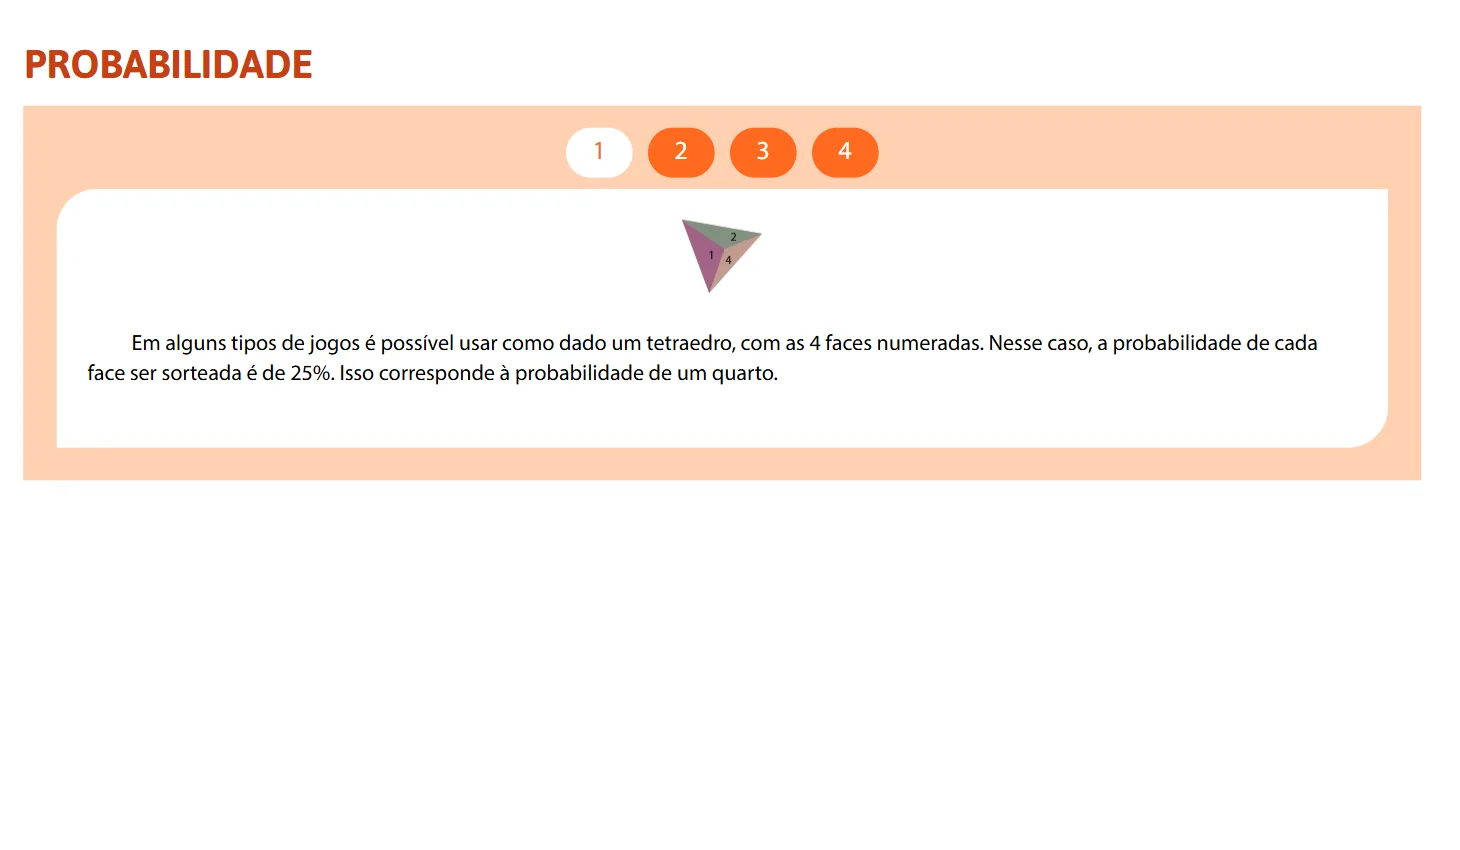 PROBABILIDADE
1 2 3 4
2
1 4
Em alguns tipos de jogos é possível usar como dado um tetraedro, com as 4 faces numeradas. Nesse caso, a probabilidade de cada
face ser sorteada é de 25%. Isso corresponde à probabilidade de um quarto.